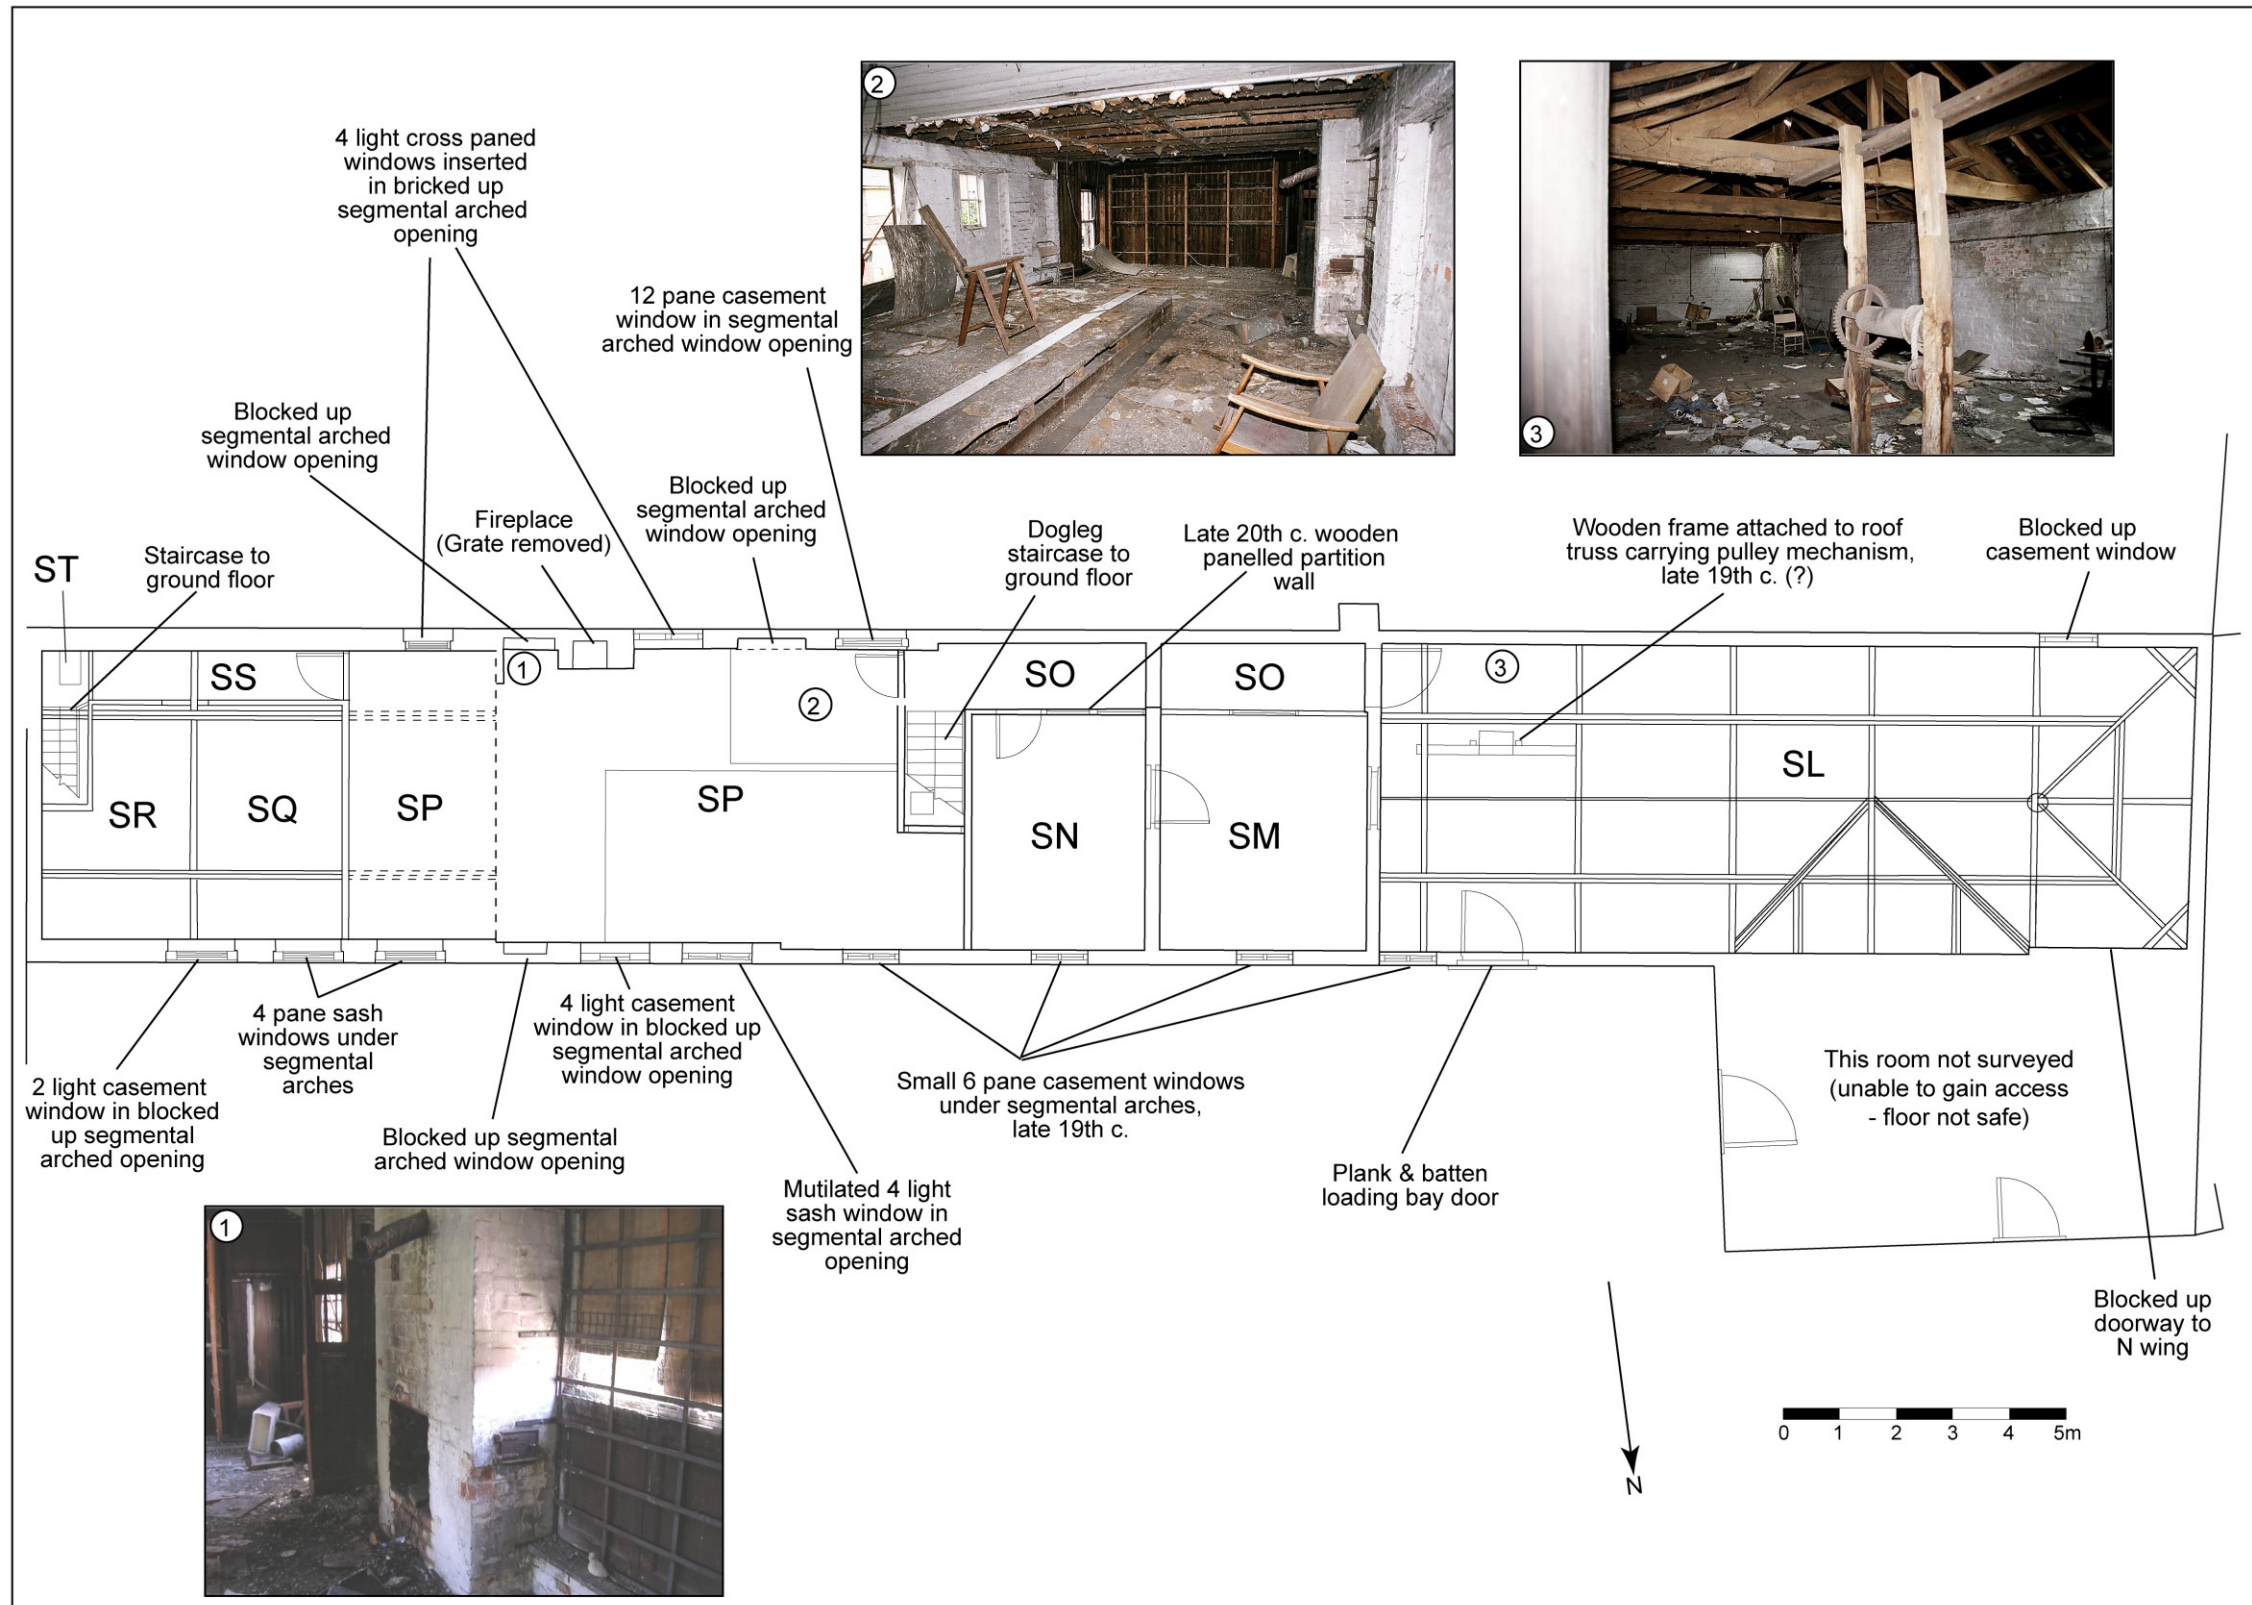 2
3
4 light cross paned
windows inserted
in bricked up
segmental arched
opening
12 pane casement
window in segmental
arched window opening
Blocked up
segmental arched
window opening
Fireplace
(Grate removed)
Blocked up
segmental arched
window opening
Staircase to
ground floor
ST
Dogleg
staircase to
ground floor
Late 20th c. wooden
panelled partition
wall
Wooden frame attached to roof
truss carrying pulley mechanism,
late 19th c. (?)
Blocked up
casement window
SS
1
2
SO
SO
3
SR
SQ
SP
SP
SN
SM
SL
2 light casement
window in blocked
up segmental
arched opening
4 pane sash
windows under
segmental
arches
Blocked up segmental
arched window opening
4 light casement
window in blocked up
segmental arched
window opening
Mutilated 4 light
sash window in
segmental arched
opening
Small 6 pane casement windows
under segmental arches,
late 19th c.
Plank & batten
loading bay door
This room not surveyed
(unable to gain access
- floor not safe)
Blocked up
doorway to
N wing
1
N
0 1 2 3 4 5m